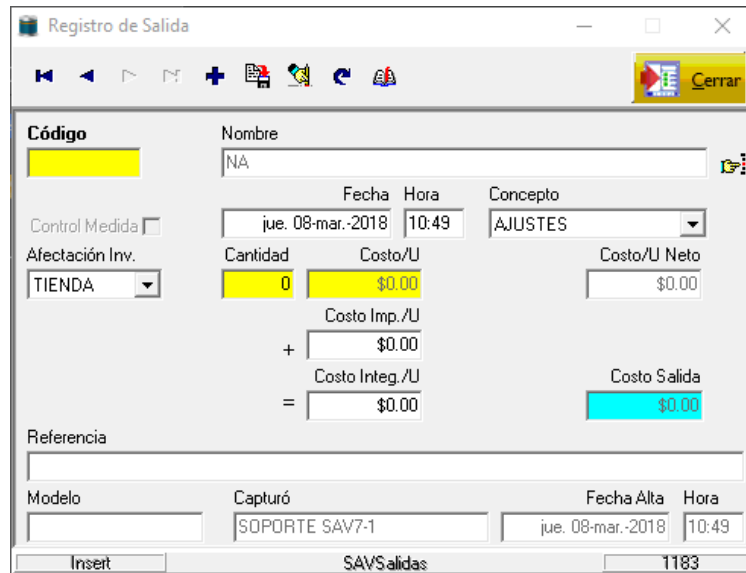 Registro de Salida
Cerrar
Código Nombre
NA
Fecha Hora Concepto
Control Medida jue. 08-mar.-2018 10:49 AJUSTES
Afectación Inv. Cantidad Costo/U Costo/U Neto
TIENDA 0 $0.00 $0.00
Costo Imp./U
+ $0.00
Costo Integ./U Costo Salida
= $0.00 $0.00
Referencia
Modelo Capturó Fecha Alta Hora
SOPORTE SAV7-1 jue. 08-mar.-2018 10:49
Insert SAVSalidas 1183